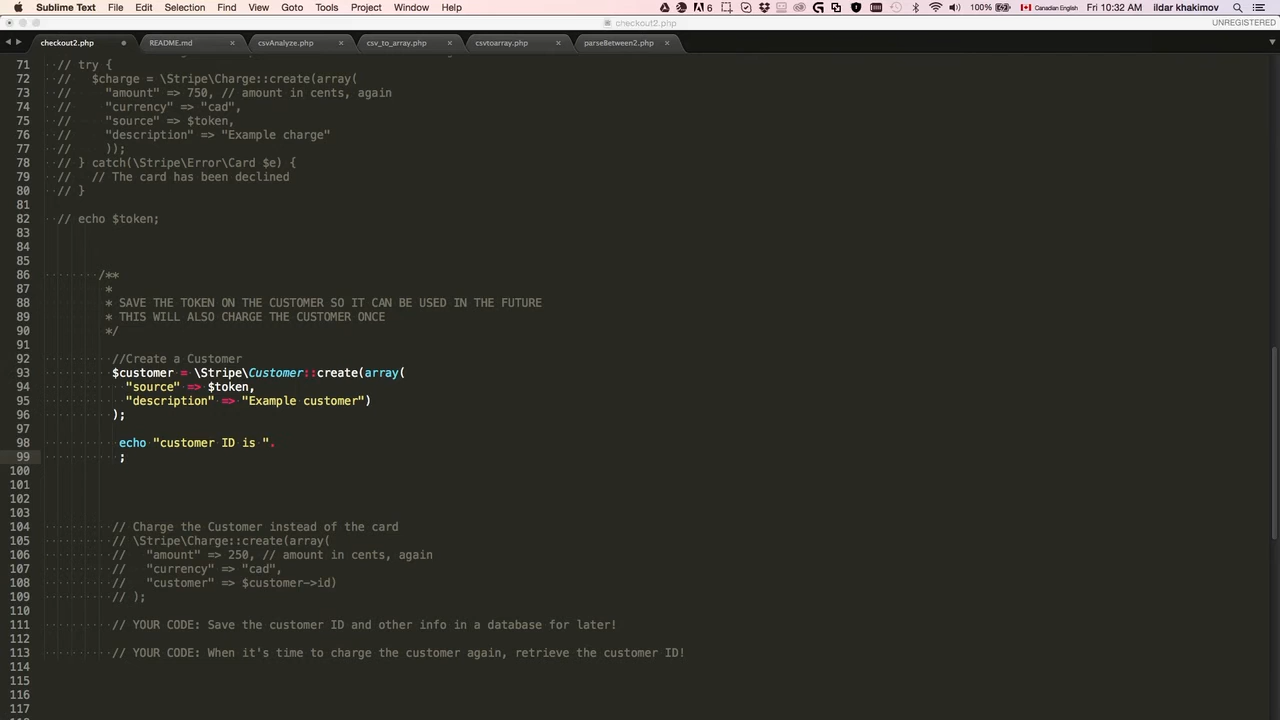 Sublime Text File Edit Selection Find View Goto Tools Project Window Help 6 100% Canadian English Fri 10:32 AM ildar khakimov
checkout2.php
UNREGISTERED
checkout2.php README.md csvAnalyze.php csv_to_array.php csvtoarray.php parseBetween2.php
71 // try {
72 // $charge = \Stripe\Charge::create(array(
73 // "amount" => 750, // amount in cents, again
74 // "currency" => "cad",
75 // "source" => $token,
76 // "description" => "Example charge"
77 // ));
78 // } catch(\Stripe\Error\Card $e) {
79 // // The card has been declined
80 // }
81
82 // echo $token;
83
84
85
86 /**
87 *
88 * SAVE THE TOKEN ON THE CUSTOMER SO IT CAN BE USED IN THE FUTURE
89 * THIS WILL ALSO CHARGE THE CUSTOMER ONCE
90 */
91
92 //Create a Customer
93 $customer = \Stripe\Customer::create(array(
94 "source" => $token,
95 "description" => "Example customer")
96 );
97
98 echo "customer ID is ".
99 ;
100
101
102
103
104 // Charge the Customer instead of the card
105 // \Stripe\Charge::create(array(
106 // "amount" => 250, // amount in cents, again
107 // "currency" => "cad",
108 // "customer" => $customer->id)
109 // );
110
111 // YOUR CODE: Save the customer ID and other info in a database for later!
112
113 // YOUR CODE: When it's time to charge the customer again, retrieve the customer ID!
114
115
116
117